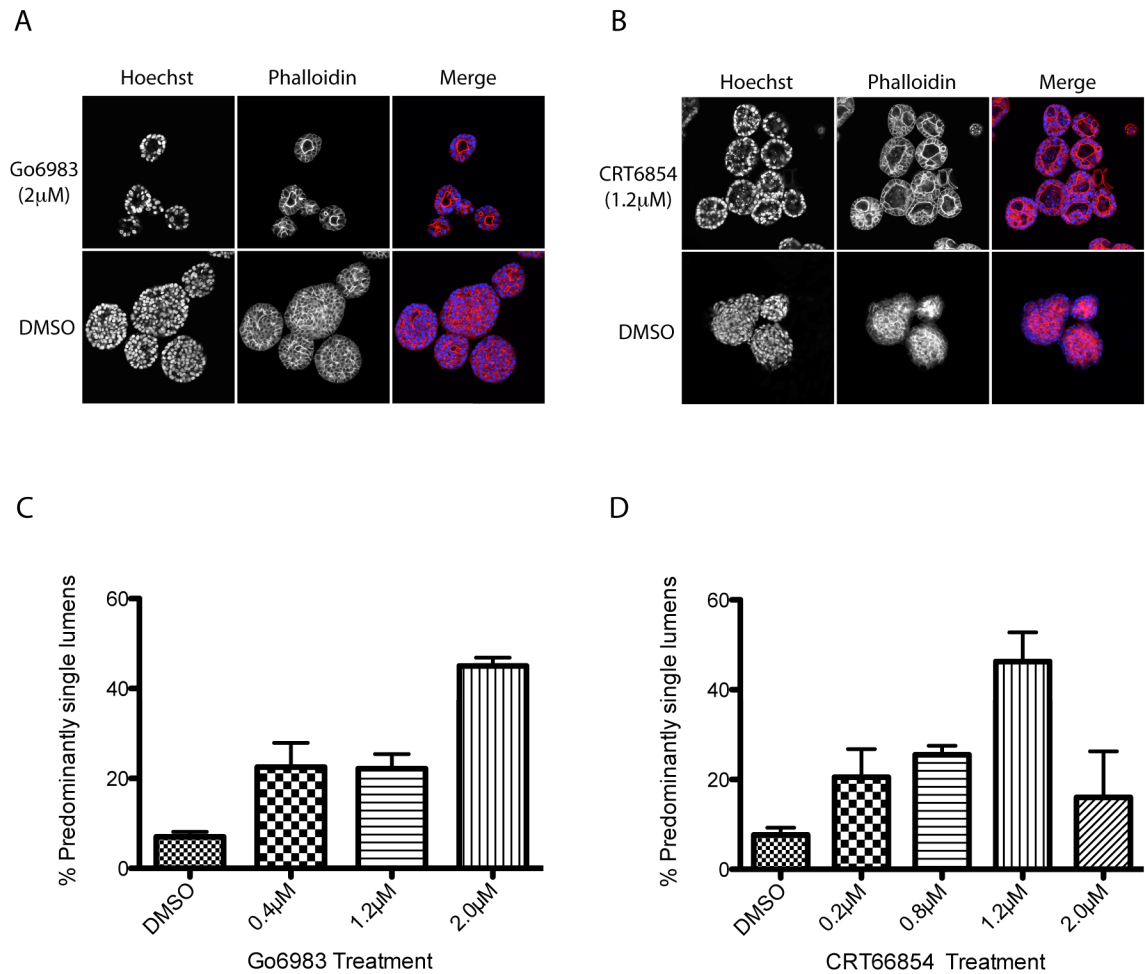 A
B
Hoechst Phalloidin Merge
Hoechst Phalloidin Merge
Go6983
(2μM)
CRT6854
(1.2μM)
DMSO
DMSO
C
% Predominantly single lumens
60
40
20
0
DMSO
0.4μM
1.2μM
2.0μM
Go6983 Treatment
D
% Predominantly single lumens
60
40
20
0
DMSO
0.2μM
0.8μM
1.2μM
2.0μM
CRT66854 Treatment